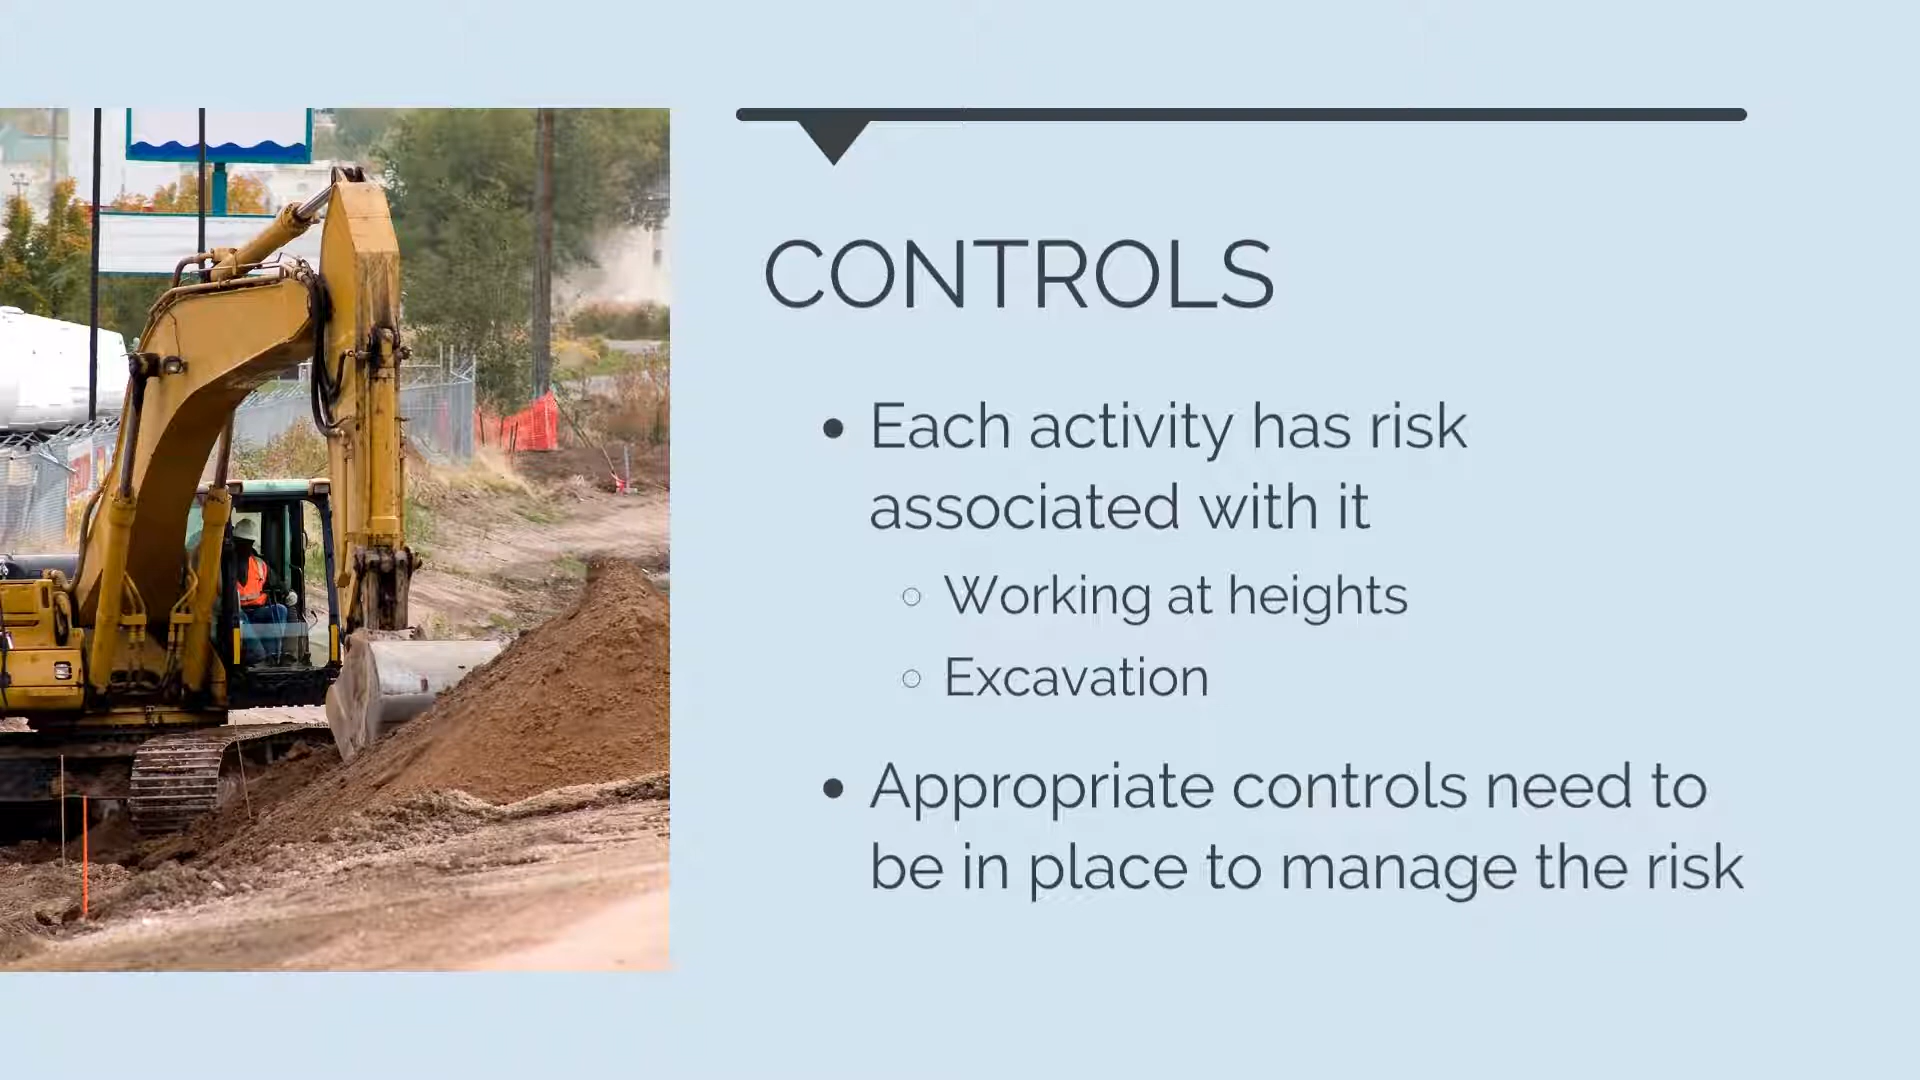 CONTROLS
• Each activity has risk
associated with it
○ Working at heights
○ Excavation
• Appropriate controls need to
be in place to manage the risk